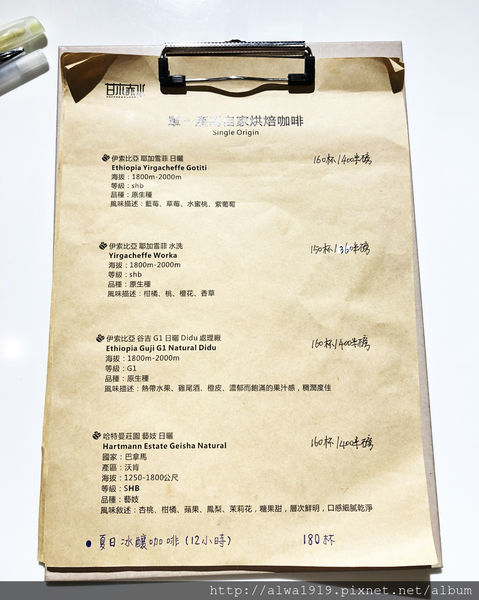 單一產區自家烘焙咖啡
Single Origin
伊索比亞 耶加雪菲 日曬
160杯/400半磅
Ethiopia Yirgacheffe Gotiti
海拔：1800m-2000m
等級：shb
品種：原生種
風味描述：藍莓、草莓、水蜜桃、紫葡萄
伊索比亞 耶加雪菲 水洗
150杯/360半磅
Yirgacheffe Worka
海拔：1800m-2000m
等級：shb
品種：原生種
風味描述：柑橘、桃、橙花、香草
伊索比亞 谷吉 G1 日曬 Didu 處理廠
160杯/400半磅
Ethiopia Guji G1 Natural Didu
海拔：1800m-2000m
等級：G1
品種：原生種
風味描述：熱帶水果、雞尾酒、橙皮、濃郁而飽滿的果汁感，稠潤度佳
哈特曼莊園 藝妓 日曬
160杯/400半磅
Hartmann Estate Geisha Natural
國家：巴拿馬
產區：沃肯
海拔：1250-1800公尺
等級：SHB
品種：藝妓
風味敘述：杏桃、柑橘、蘋果、鳳梨、茉莉花，糖果甜，層次鮮明，口感細膩乾淨
夏日冰釀咖啡(12小時) 180杯
http://alwa1919.pixnet.net/album